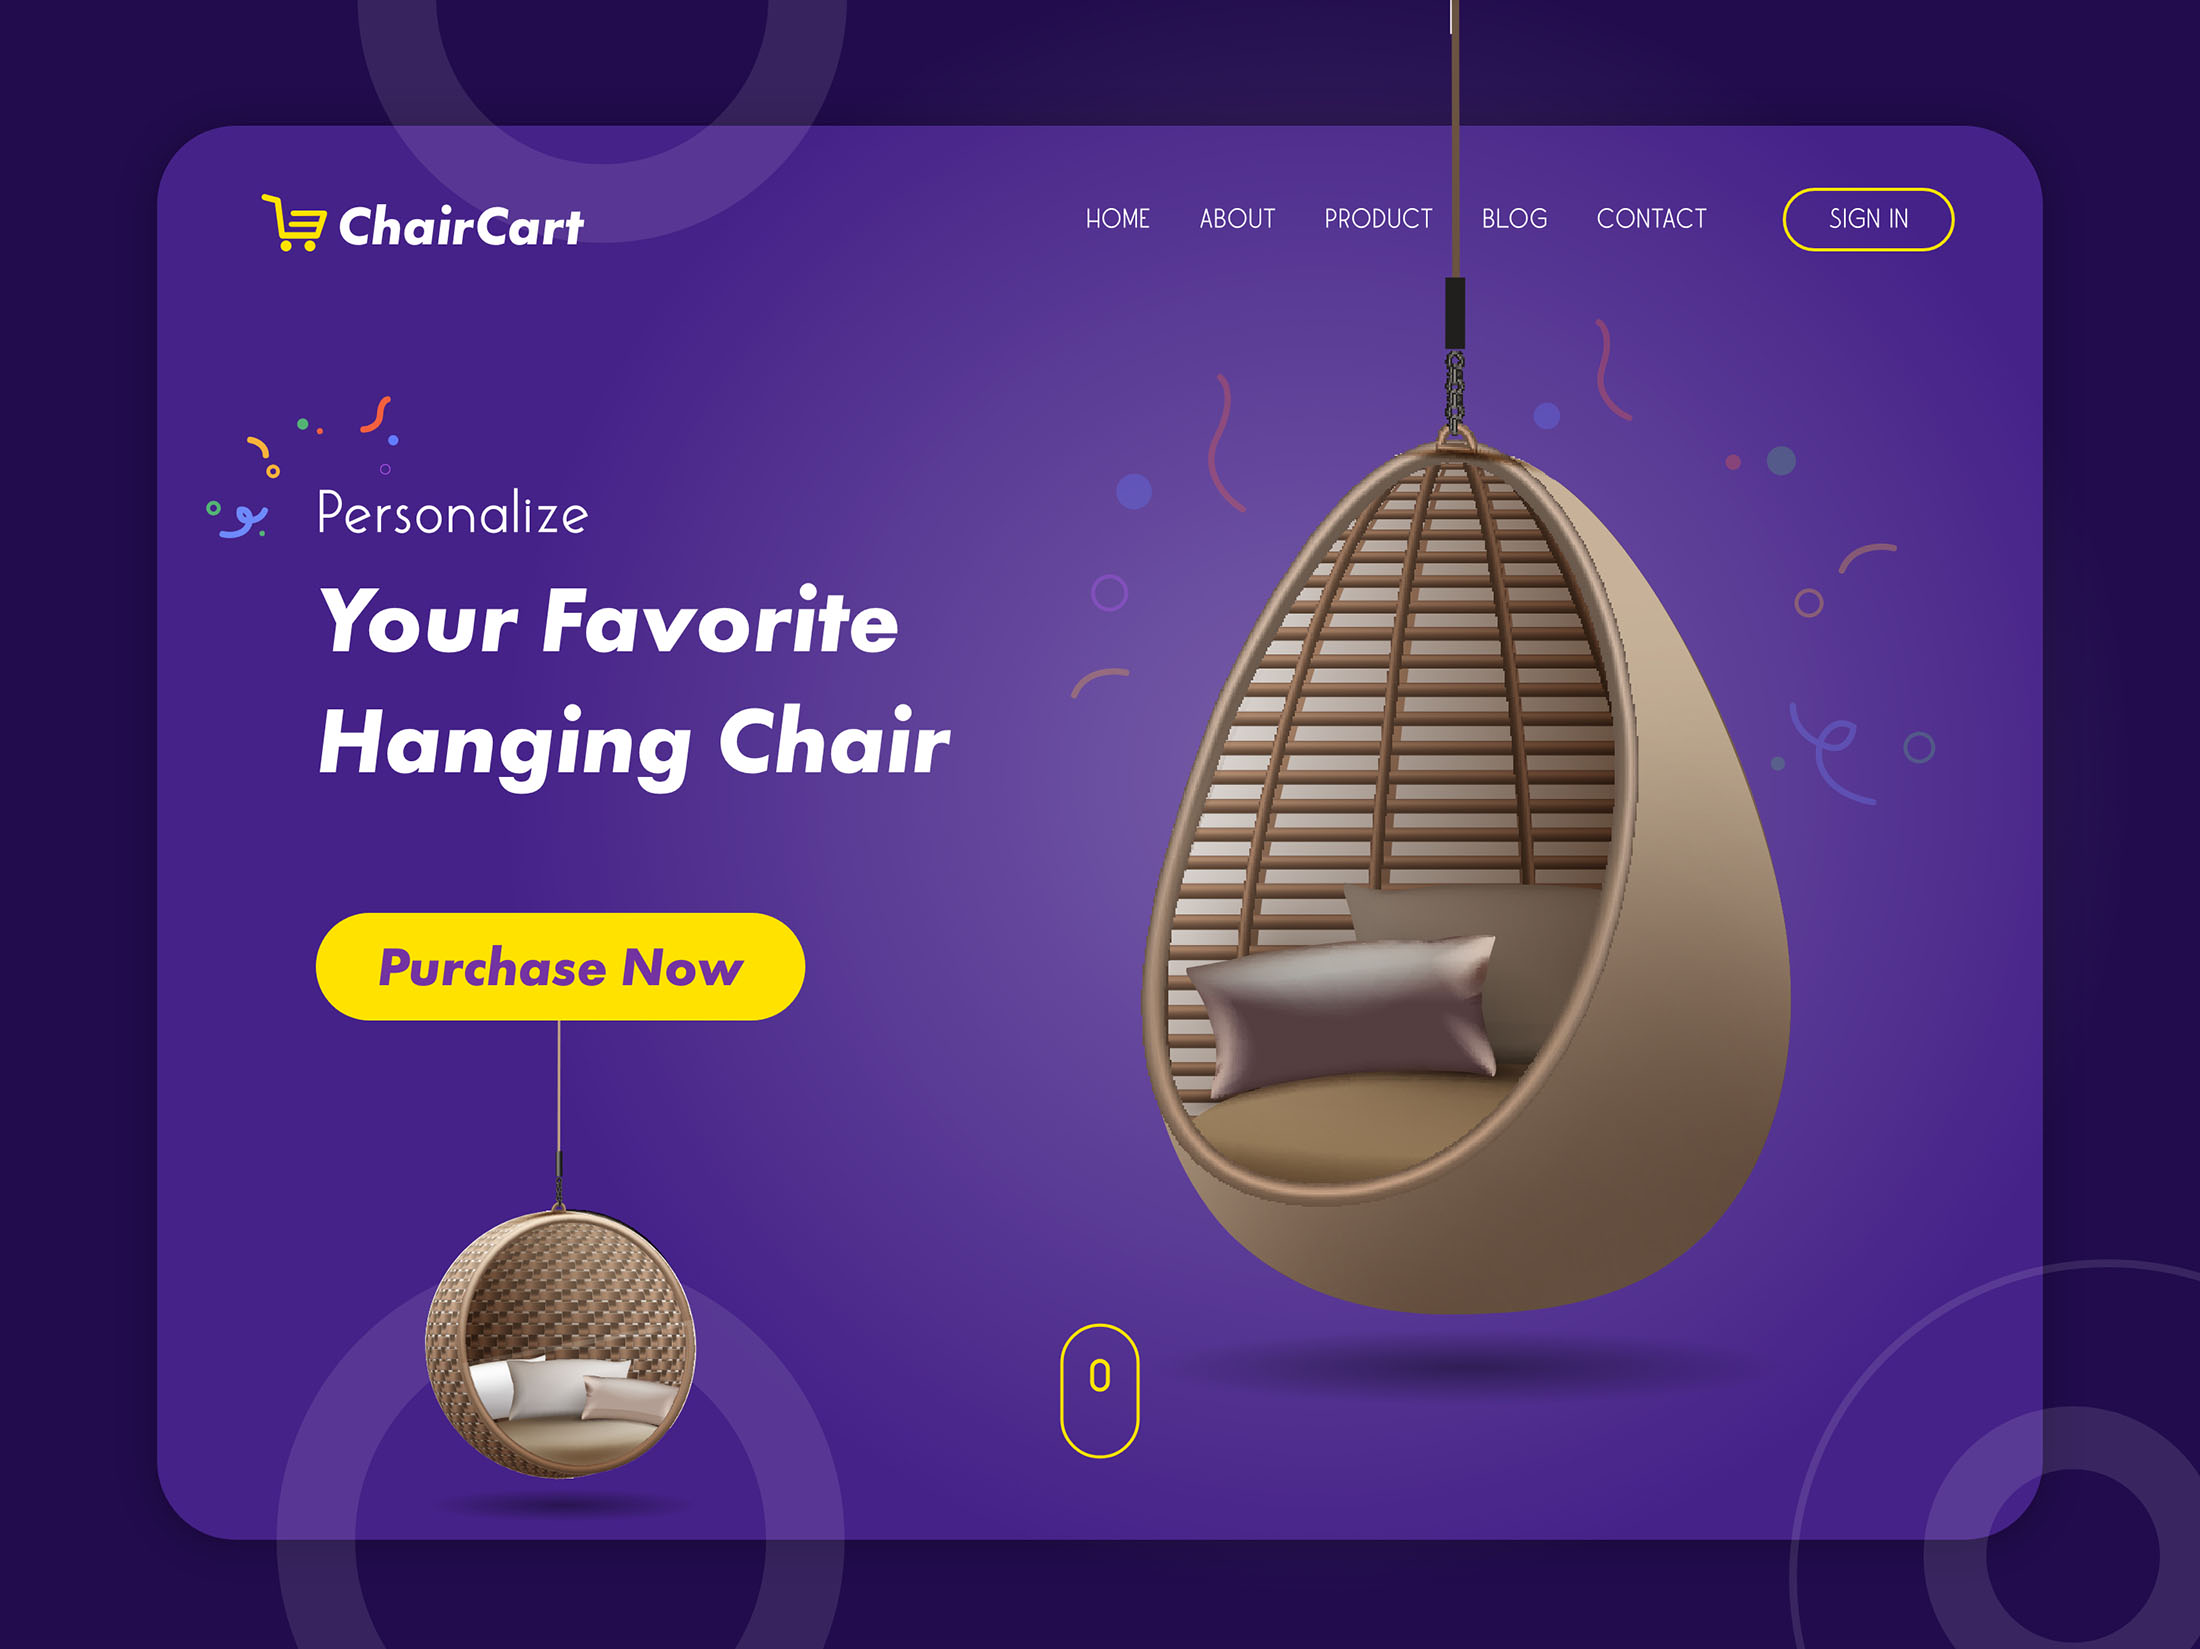 ChairCart
HOME ABOUT PRODUCT BLOG CONTACT SIGN IN
Personalize
Your Favorite
Hanging Chair
Purchase Now